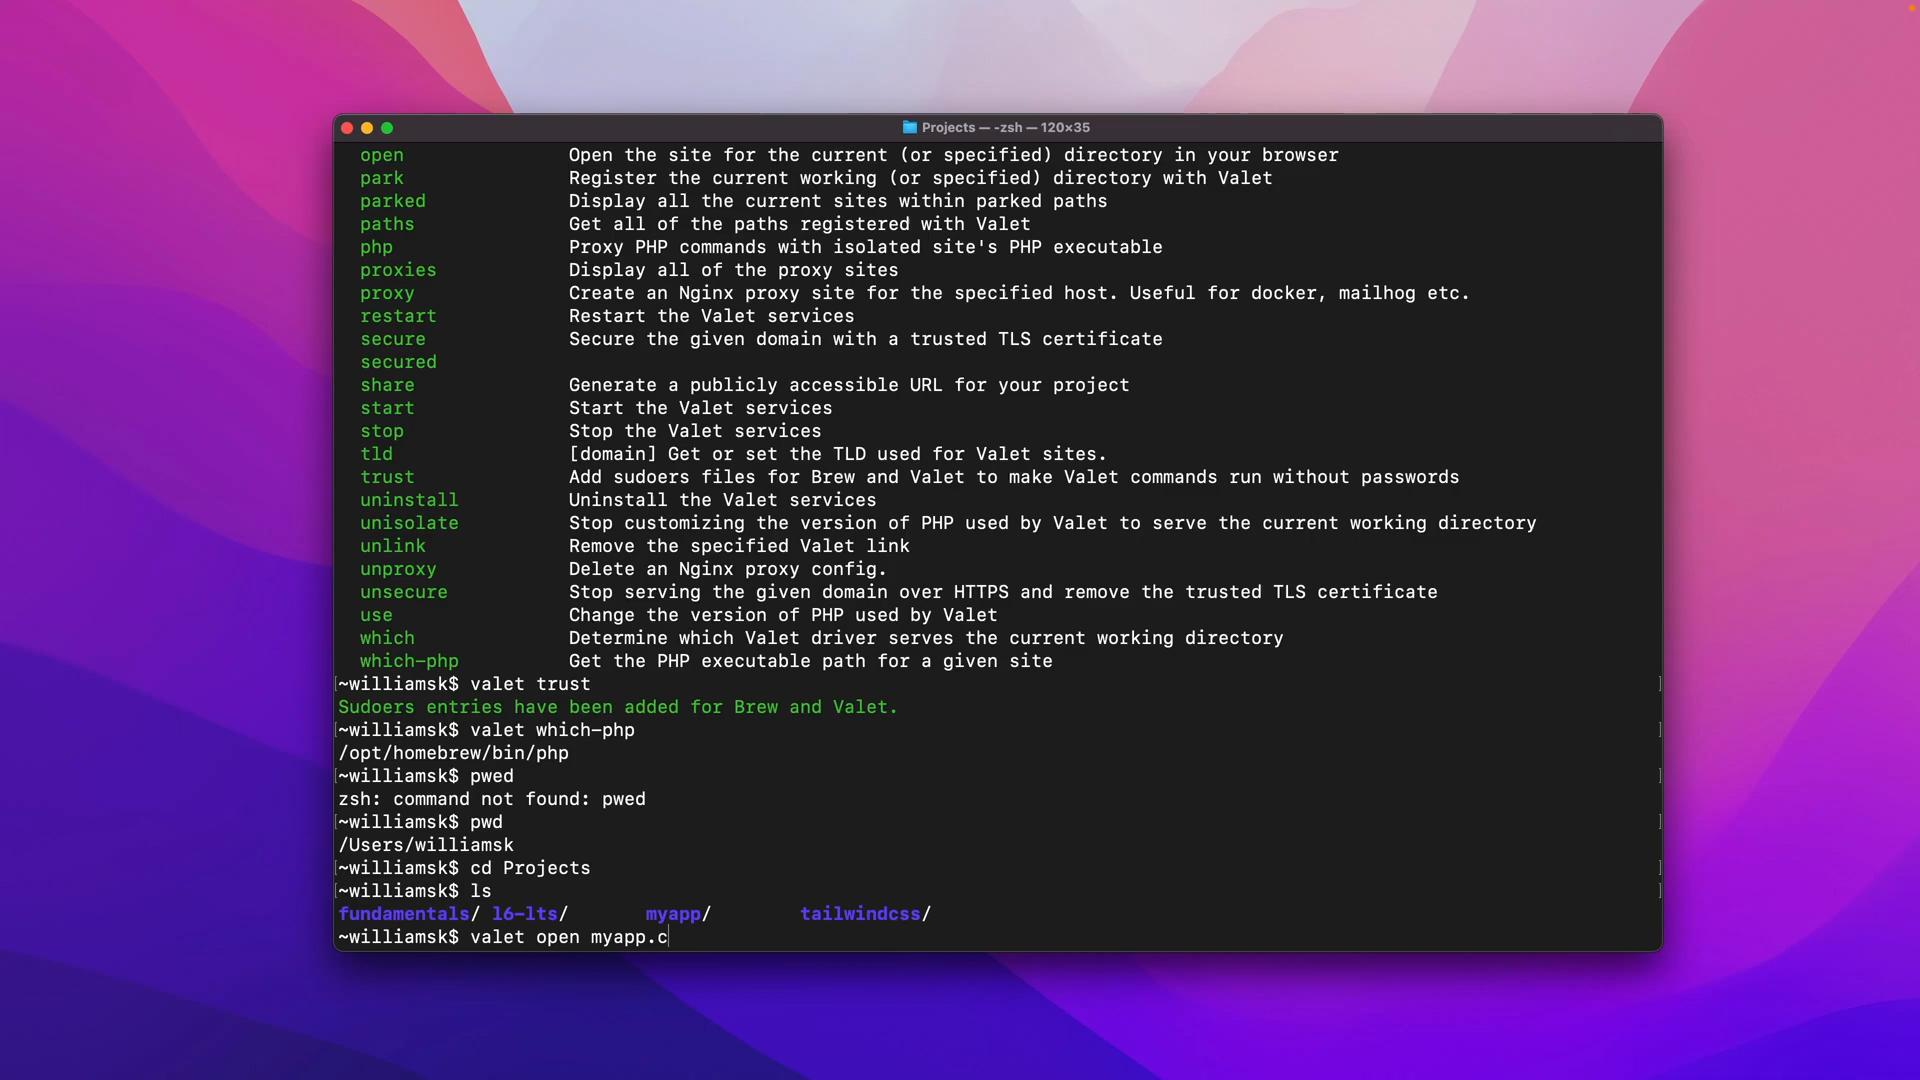 Projects — -zsh — 120×35
open Open the site for the current (or specified) directory in your browser
park Register the current working (or specified) directory with Valet
parked Display all the current sites within parked paths
paths Get all of the paths registered with Valet
php Proxy PHP commands with isolated site's PHP executable
proxies Display all of the proxy sites
proxy Create an Nginx proxy site for the specified host. Useful for docker, mailhog etc.
restart Restart the Valet services
secure Secure the given domain with a trusted TLS certificate
secured
share Generate a publicly accessible URL for your project
start Start the Valet services
stop Stop the Valet services
tld [domain] Get or set the TLD used for Valet sites.
trust Add sudoers files for Brew and Valet to make Valet commands run without passwords
uninstall Uninstall the Valet services
unisolate Stop customizing the version of PHP used by Valet to serve the current working directory
unlink Remove the specified Valet link
unproxy Delete an Nginx proxy config.
unsecure Stop serving the given domain over HTTPS and remove the trusted TLS certificate
use Change the version of PHP used by Valet
which Determine which Valet driver serves the current working directory
which-php Get the PHP executable path for a given site
[~williamsk$ valet trust ]
Sudoers entries have been added for Brew and Valet.
[~williamsk$ valet which-php ]
/opt/homebrew/bin/php
[~williamsk$ pwed ]
zsh: command not found: pwed
[~williamsk$ pwd ]
/Users/williamsk
[~williamsk$ cd Projects ]
[~williamsk$ ls ]
fundamentals/ l6-lts/ myapp/ tailwindcss/
~williamsk$ valet open myapp.c